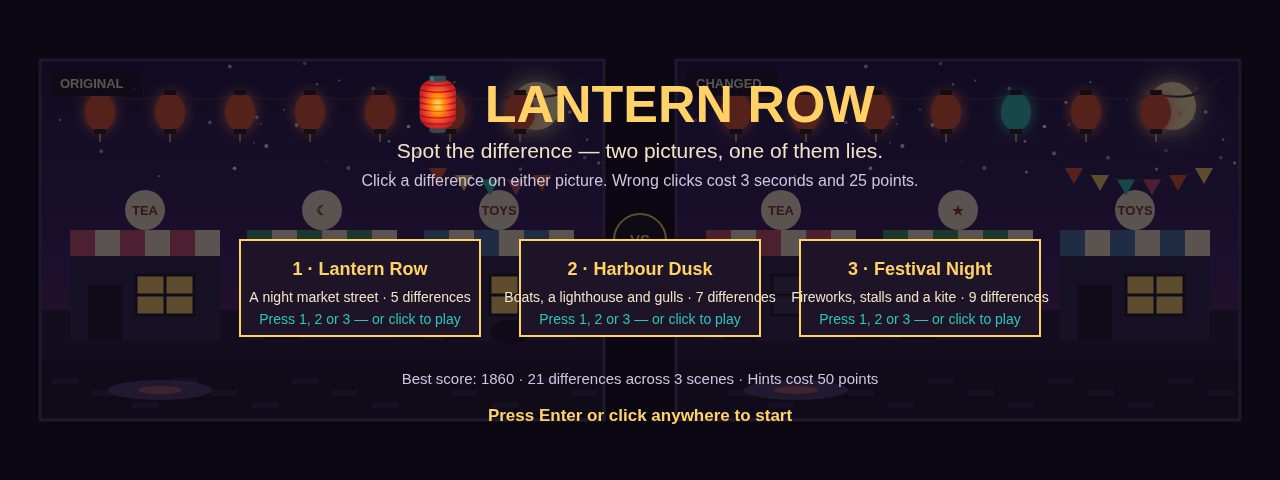 ORIGINAL
CHANGED
LANTERN ROW
Spot the difference — two pictures, one of them lies.
Click a difference on either picture. Wrong clicks cost 3 seconds and 25 points.
TEA
☾
TOYS
TEA
★
TOYS
VS
1 · Lantern Row
A night market street · 5 differences
Press 1, 2 or 3 — or click to play
2 · Harbour Dusk
Boats, a lighthouse and gulls · 7 differences
Press 1, 2 or 3 — or click to play
3 · Festival Night
Fireworks, stalls and a kite · 9 differences
Press 1, 2 or 3 — or click to play
Best score: 1860 · 21 differences across 3 scenes · Hints cost 50 points
Press Enter or click anywhere to start